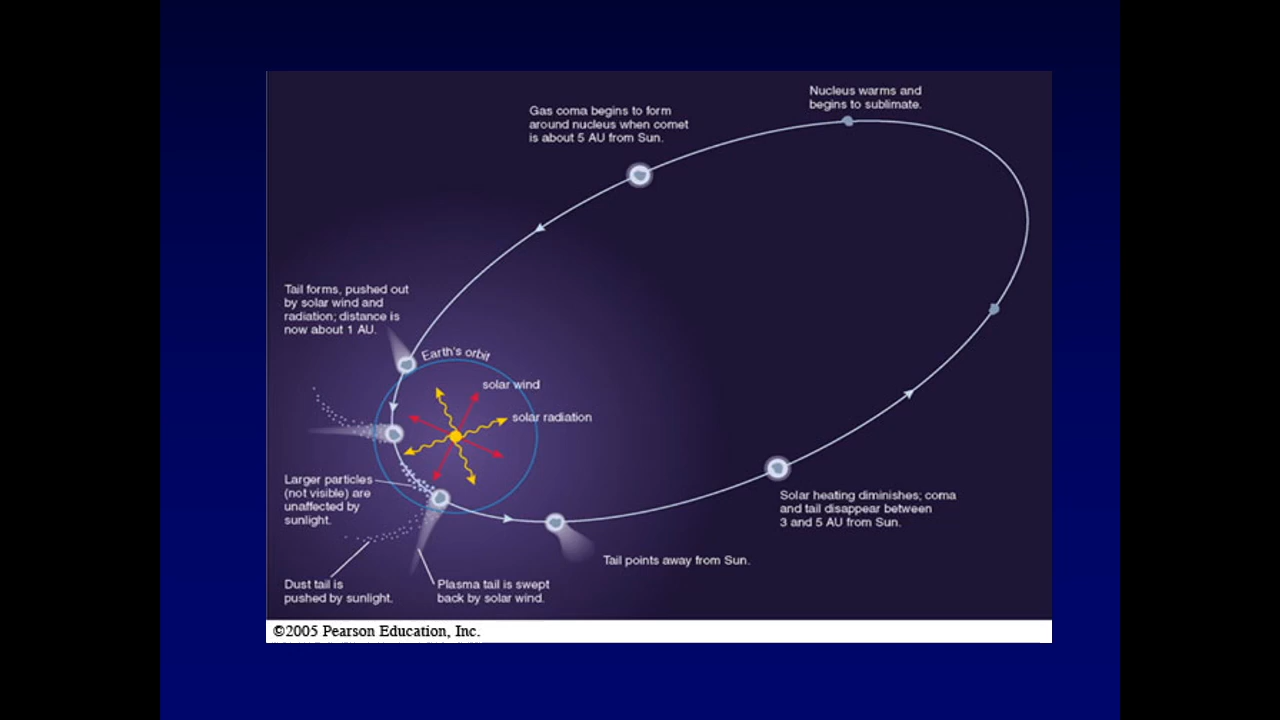 Nucleus warms and
begins to sublimate.
Gas coma begins to form
around nucleus when comet
is about 5 AU from Sun.
Tail forms, pushed out
by solar wind and
radiation; distance is
now about 1 AU.
Earth's orbit
solar wind
solar radiation
Larger particles
(not visible) are
unaffected by
sunlight.
Solar heating diminishes; coma
and tail disappear between
3 and 5 AU from Sun.
Tail points away from Sun.
Dust tail is
pushed by sunlight.
Plasma tail is swept
back by solar wind.
©2005 Pearson Education, Inc.